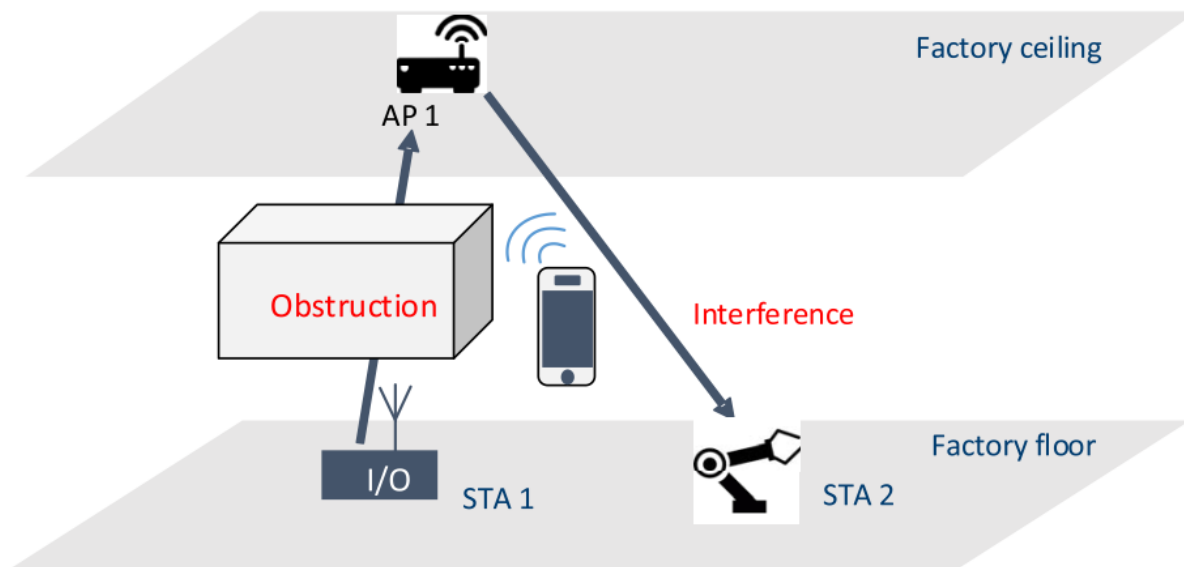 Factory ceiling
AP 1
Obstruction
Interference
Factory floor
I/O
STA 1
STA 2